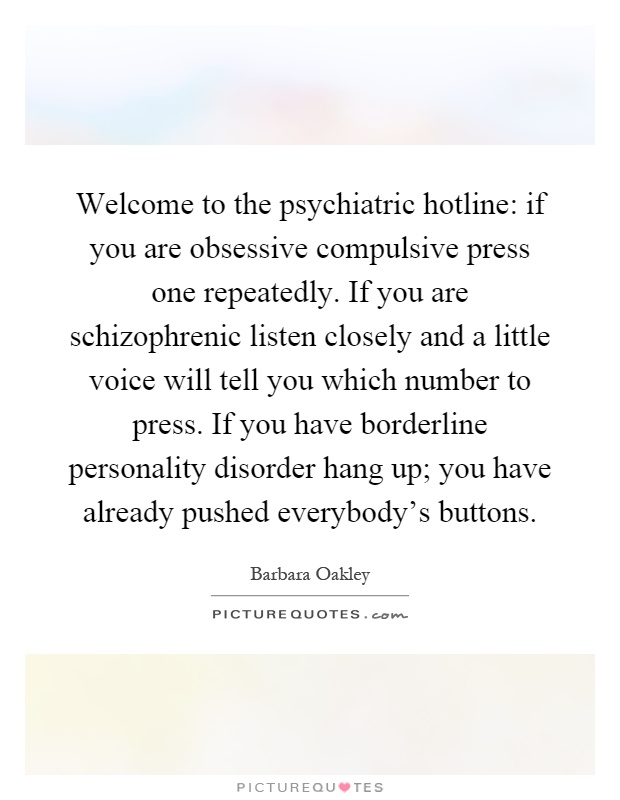 Welcome to the psychiatric hotline: if
you are obsessive compulsive press
one repeatedly. If you are
schizophrenic listen closely and a little
voice will tell you which number to
press. If you have borderline
personality disorder hang up; you have
already pushed everybody’s buttons.
Barbara Oakley
PICTUREQUOTES.com
PICTUREQU♥TES